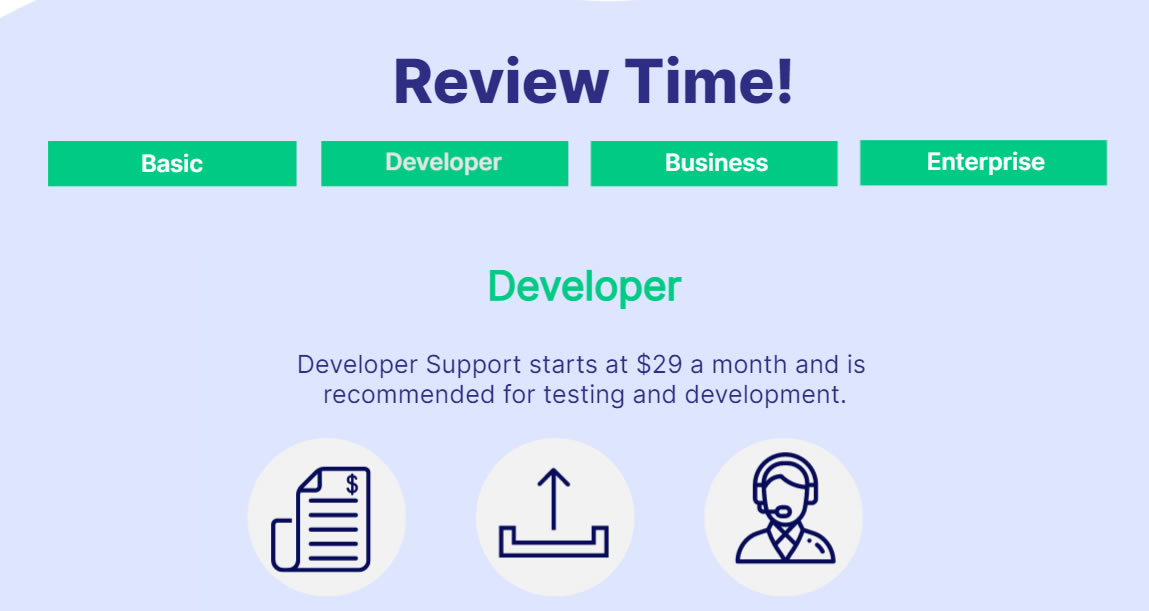 Review Time!
Basic
Developer
Business
Enterprise
Developer
Developer Support starts at $29 a month and is
recommended for testing and development.
$